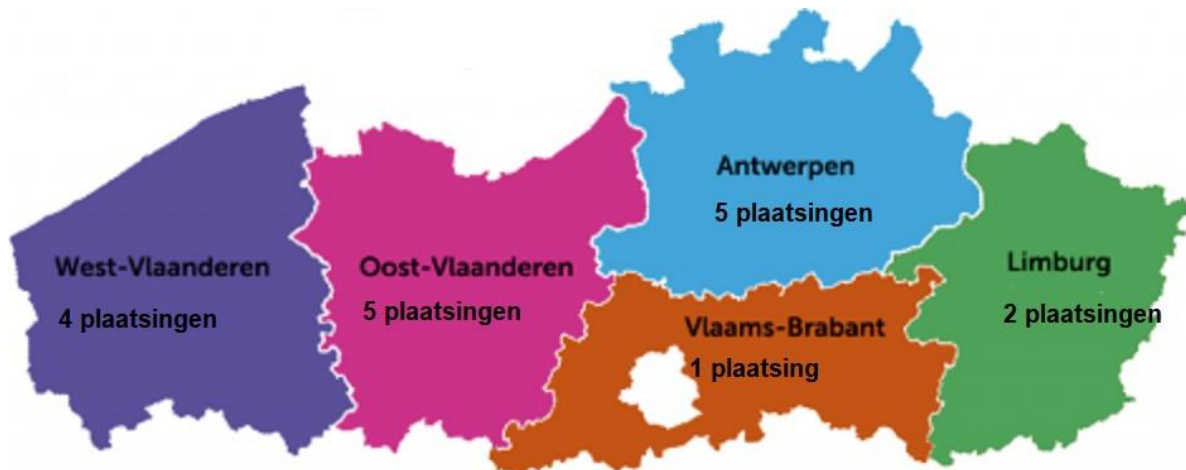 West-Vlaanderen
4 plaatsingen
Oost-Vlaanderen
5 plaatsingen
Antwerpen
5 plaatsingen
Vlaams-Brabant
1 plaatsing
Limburg
2 plaatsingen